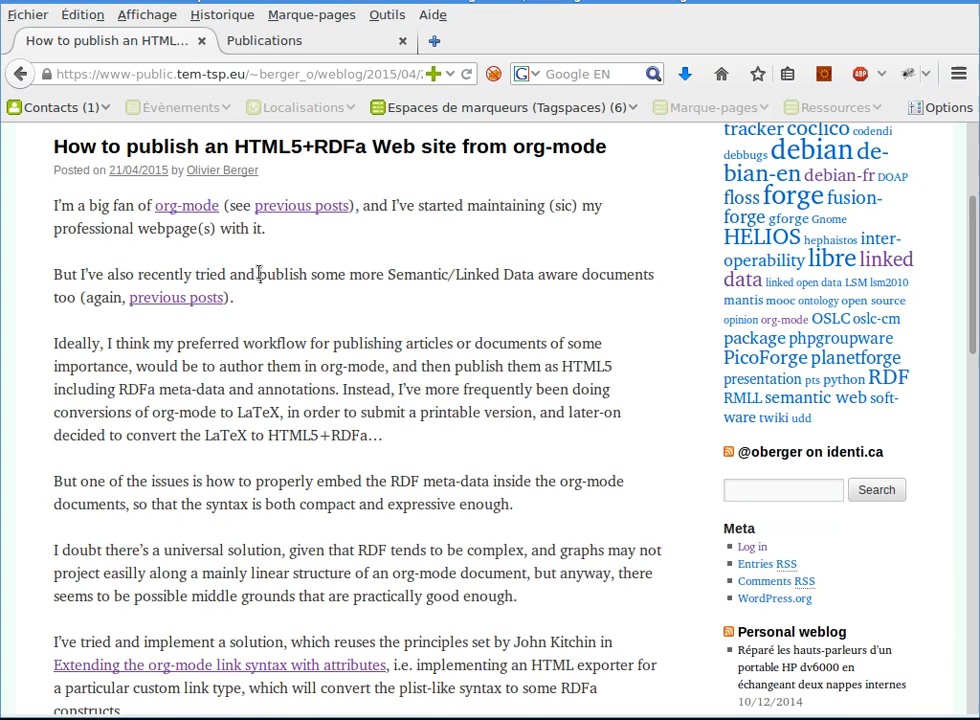 Fichier Édition Affichage Historique Marque-pages Outils Aide
How to publish an HTML... Publications
https://www-public.tem-tsp.eu/~berger_o/weblog/2015/04/ Google EN
Contacts (1) Évènements Localisations Espaces de marqueurs (Tagspaces) (6) Marque-pages Ressources Options
How to publish an HTML5+RDFa Web site from org-mode
Posted on 21/04/2015 by Olivier Berger
I'm a big fan of org-mode (see previous posts), and I've started maintaining (sic) my
professional webpage(s) with it.
But I've also recently tried and publish some more Semantic/Linked Data aware documents
too (again, previous posts).
Ideally, I think my preferred workflow for publishing articles or documents of some
importance, would be to author them in org-mode, and then publish them as HTML5
including RDFa meta-data and annotations. Instead, I've more frequently been doing
conversions of org-mode to LaTeX, in order to submit a printable version, and later-on
decided to convert the LaTeX to HTML5+RDFa…
But one of the issues is how to properly embed the RDF meta-data inside the org-mode
documents, so that the syntax is both compact and expressive enough.
I doubt there's a universal solution, given that RDF tends to be complex, and graphs may not
project easilly along a mainly linear structure of an org-mode document, but anyway, there
seems to be possible middle grounds that are practically good enough.
I've tried and implement a solution, which reuses the principles set by John Kitchin in
Extending the org-mode link syntax with attributes, i.e. implementing an HTML exporter for
a particular custom link type, which will convert the plist-like syntax to some RDFa
constructs.
tracker coclico codendi
debbugs debian de-
bian-en debian-fr DOAP
floss forge fusion-
forge gforge Gnome
HELIOS hephaistos inter-
operability libre linked
data linked open data LSM lsm2010
mantis mooc ontology open source
opinion org-mode OSLC oslc-cm
package phpgroupware
PicoForge planetforge
presentation pts python RDF
RMLL semantic web soft-
ware twiki udd
@oberger on identi.ca
Search
Meta
Log in
Entries RSS
Comments RSS
WordPress.org
Personal weblog
Réparé les hauts-parleurs d'un
portable HP dv6000 en
échangeant deux nappes internes
10/12/2014